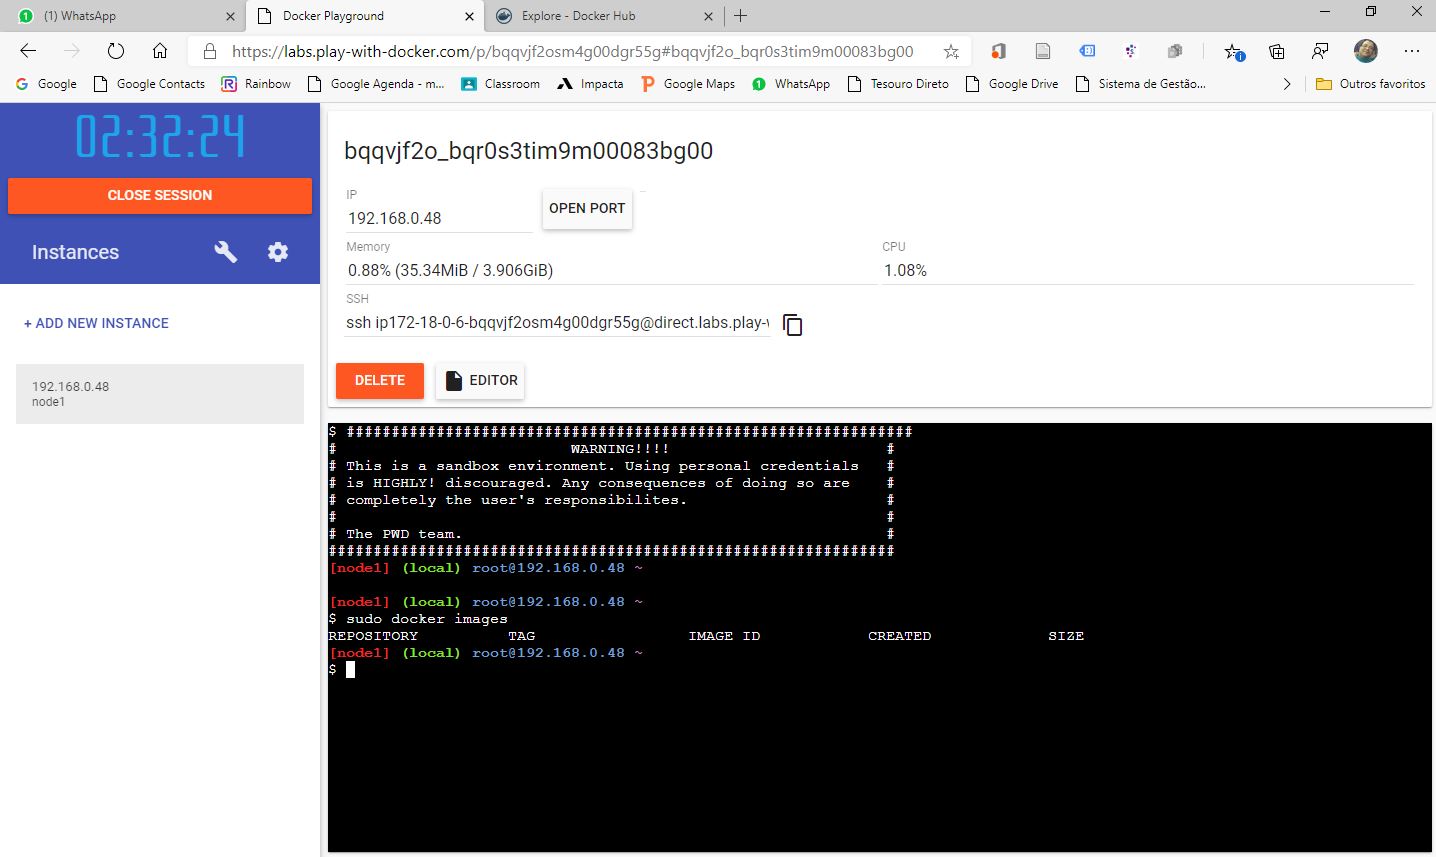 (1) WhatsApp
Docker Playground
Explore - Docker Hub
https://labs.play-with-docker.com/p/bqqvjf2osm4g00dgr55g#bqqvjf2o_bqr0s3tim9m00083bg00
Google
Google Contacts
Rainbow
Google Agenda - m...
Classroom
Impacta
Google Maps
WhatsApp
Tesouro Direto
Google Drive
Sistema de Gestão...
Outros favoritos
02:32:24
CLOSE SESSION
Instances
+ ADD NEW INSTANCE
192.168.0.48
node1
bqqvjf2o_bqr0s3tim9m00083bg00
IP
192.168.0.48
OPEN PORT
Memory
0.88% (35.34MiB / 3.906GiB)
CPU
1.08%
SSH
ssh ip172-18-0-6-bqqvjf2osm4g00dgr55g@direct.labs.play-w
DELETE
EDITOR
$ ###############################################################
# WARNING!!!! #
# This is a sandbox environment. Using personal credentials #
# is HIGHLY! discouraged. Any consequences of doing so are #
# completely the user's responsibilites. #
# #
# The PWD team. #
###############################################################
[node1] (local) root@192.168.0.48 ~
[node1] (local) root@192.168.0.48 ~
$ sudo docker images
REPOSITORY TAG IMAGE ID CREATED SIZE
[node1] (local) root@192.168.0.48 ~
$